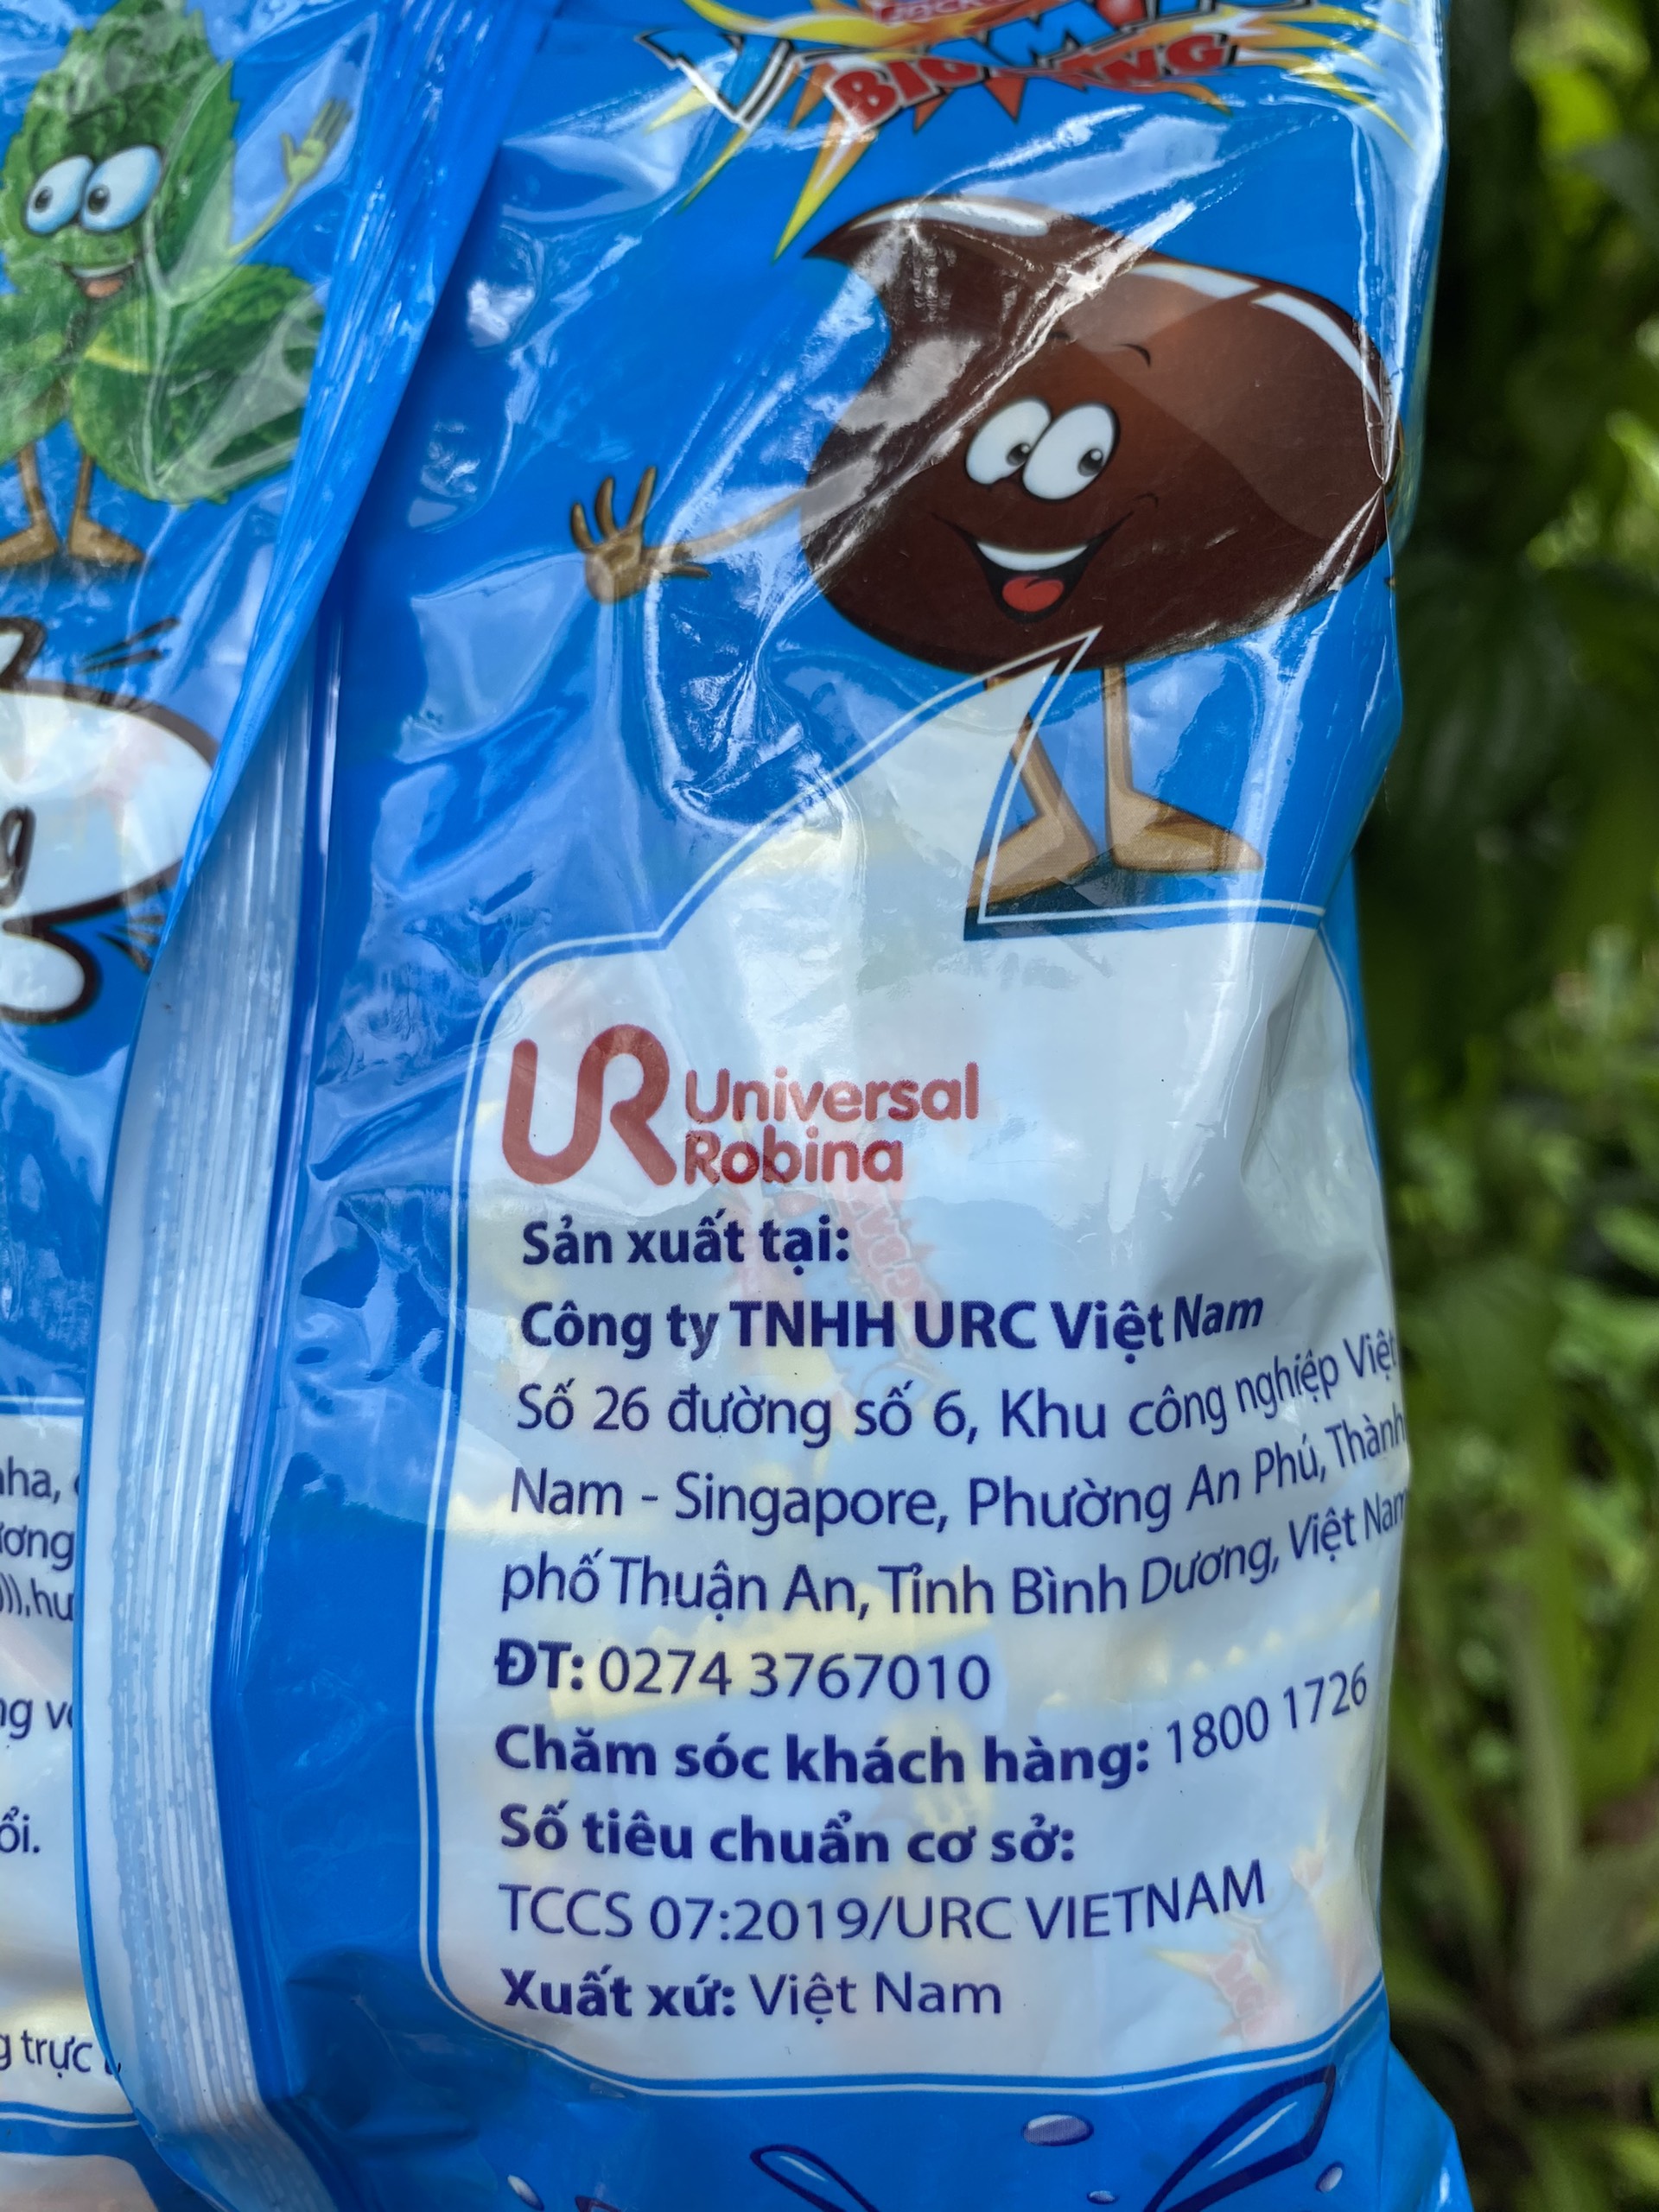 BIG BANG
Universal
Robina
Sản xuất tại:
Công ty TNHH URC Việt Nam
Số 26 đường số 6, Khu công nghiệp Việt
Nam - Singapore, Phường An Phú, Thành
phố Thuận An, Tỉnh Bình Dương, Việt Nam
ĐT: 0274 3767010
Chăm sóc khách hàng: 1800 1726
Số tiêu chuẩn cơ sở:
TCCS 07:2019/URC VIETNAM
Xuất xứ: Việt Nam